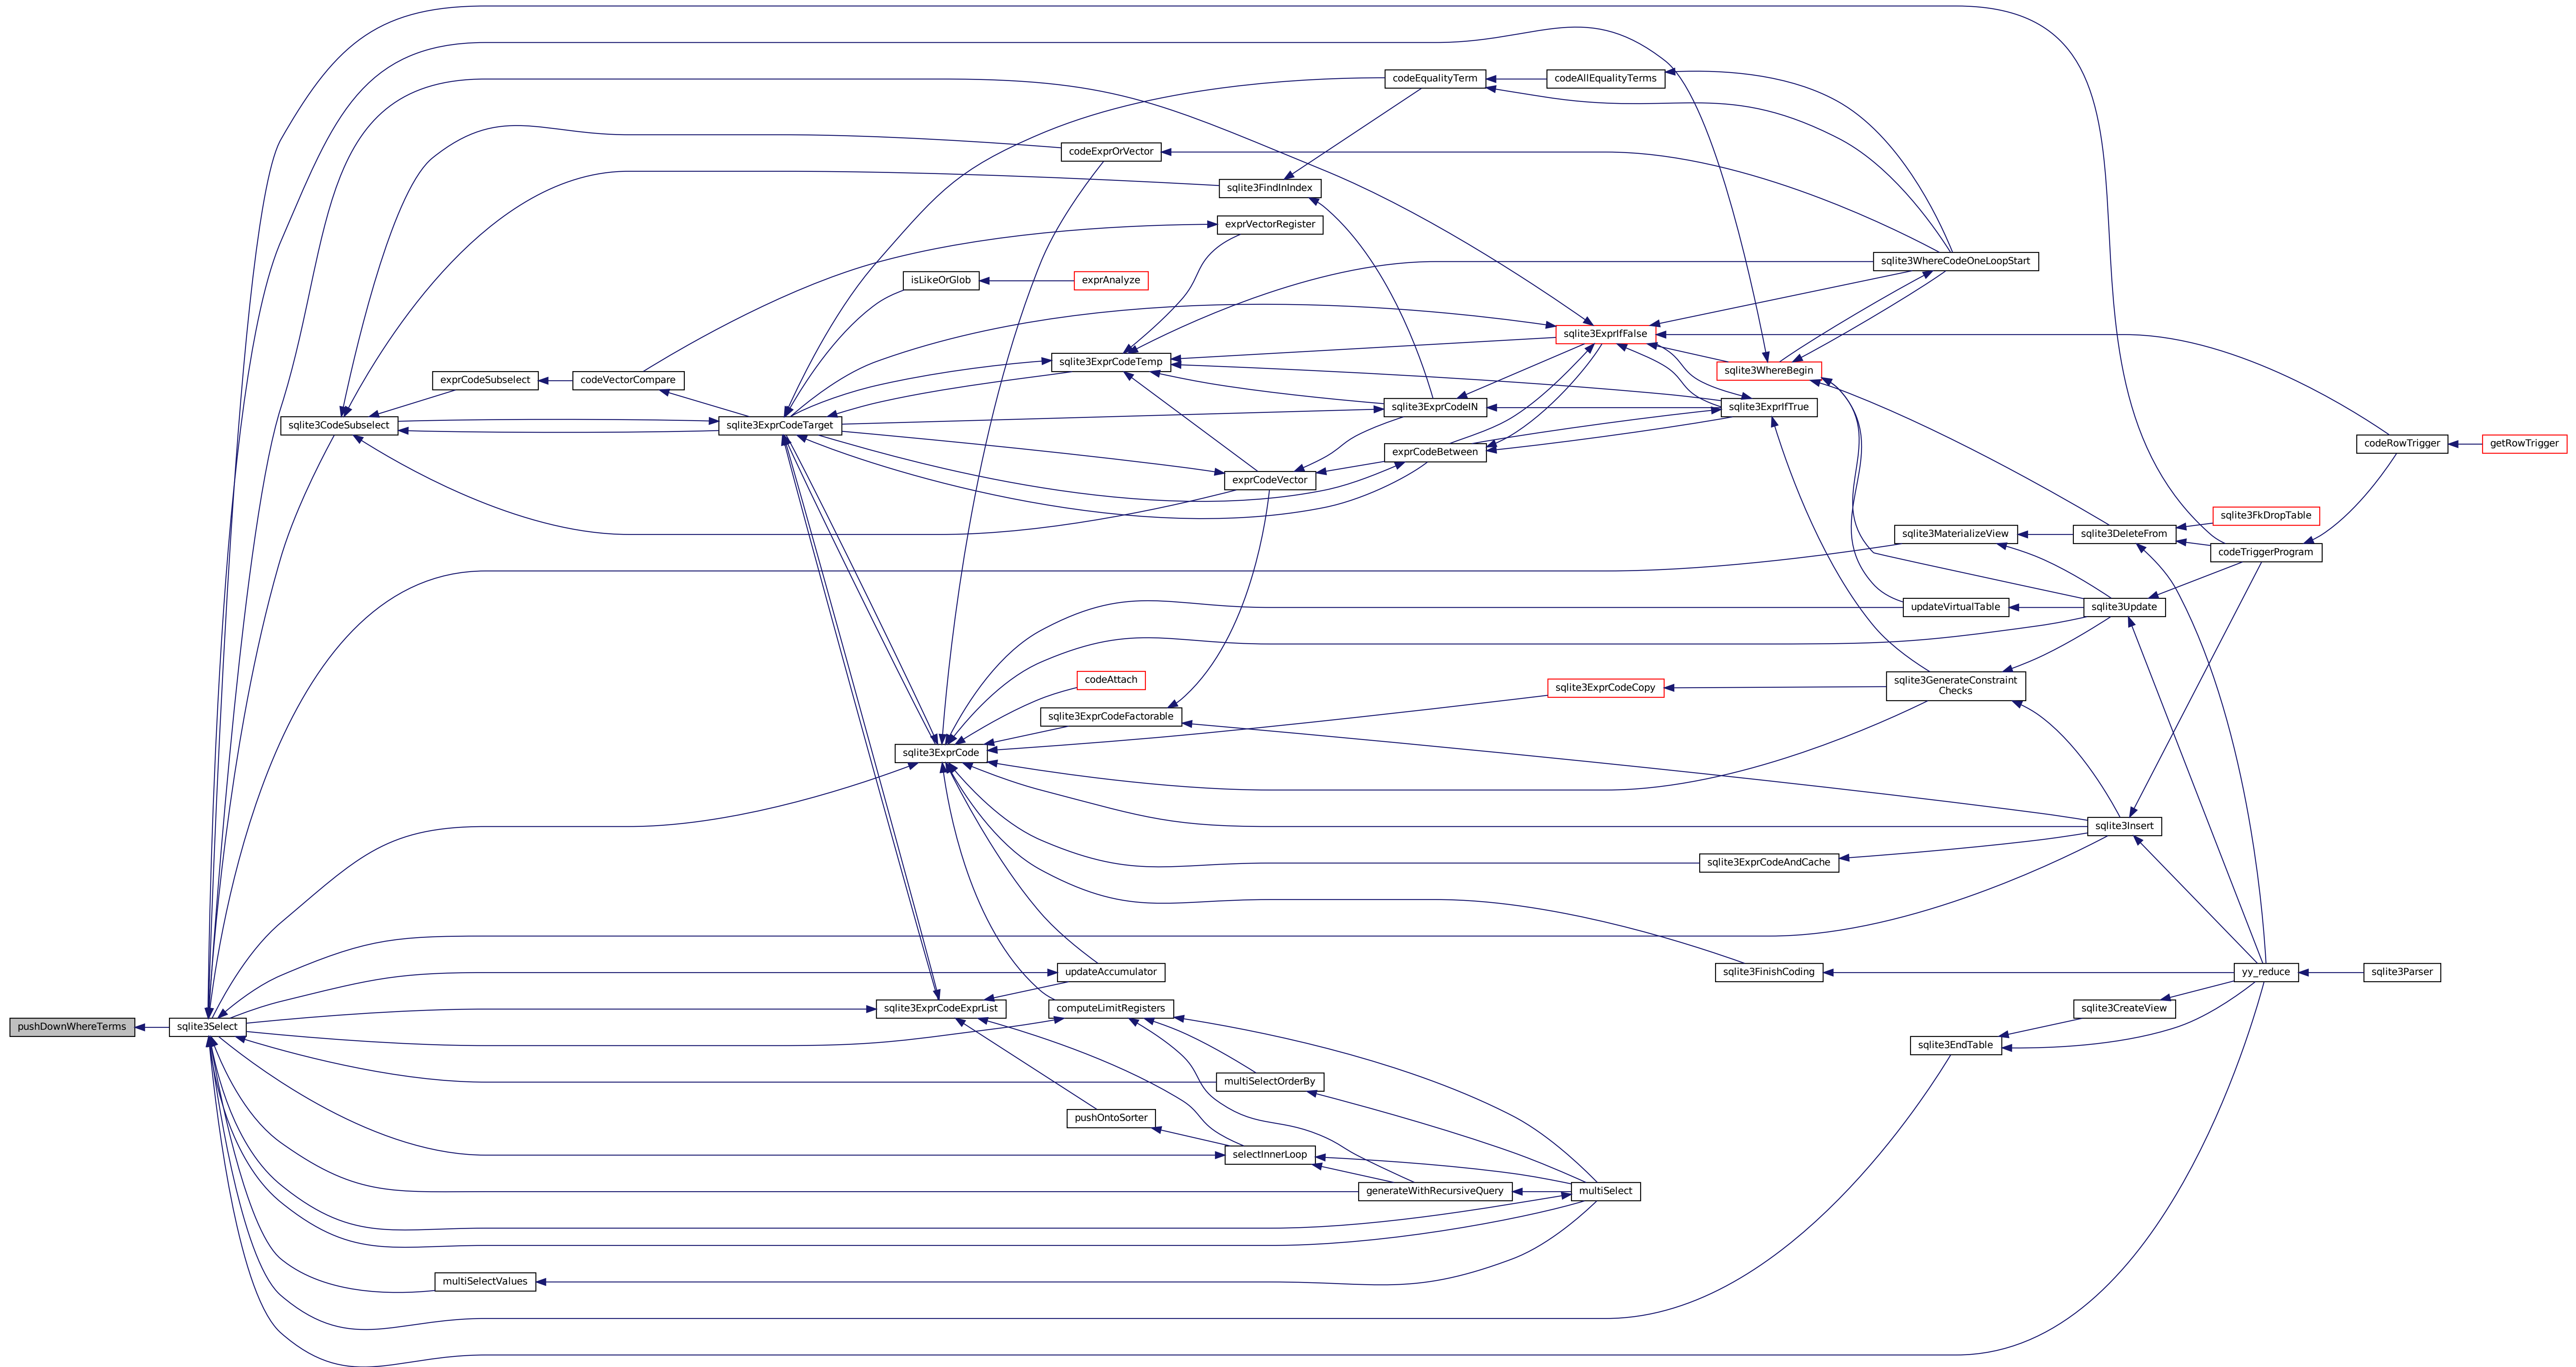 codeEqualityTerm
codeAllEqualityTerms
codeExprOrVector
sqlite3FindInIndex
exprVectorRegister
sqlite3WhereCodeOneLoopStart
isLikeOrGlob
exprAnalyze
sqlite3ExprIfFalse
sqlite3ExprCodeTemp
sqlite3WhereBegin
exprCodeSubselect
codeVectorCompare
sqlite3ExprCodeIN
sqlite3ExprIfTrue
sqlite3CodeSubselect
sqlite3ExprCodeTarget
codeRowTrigger
getRowTrigger
exprCodeBetween
exprCodeVector
sqlite3FkDropTable
sqlite3MaterializeView
sqlite3DeleteFrom
codeTriggerProgram
updateVirtualTable
sqlite3Update
codeAttach
sqlite3ExprCodeCopy
sqlite3GenerateConstraint
Checks
sqlite3ExprCodeFactorable
sqlite3ExprCode
sqlite3Insert
sqlite3ExprCodeAndCache
updateAccumulator
sqlite3FinishCoding
yy_reduce
sqlite3Parser
sqlite3ExprCodeExprList
computeLimitRegisters
sqlite3CreateView
pushDownWhereTerms
sqlite3Select
sqlite3EndTable
multiSelectOrderBy
pushOntoSorter
selectInnerLoop
generateWithRecursiveQuery
multiSelect
multiSelectValues